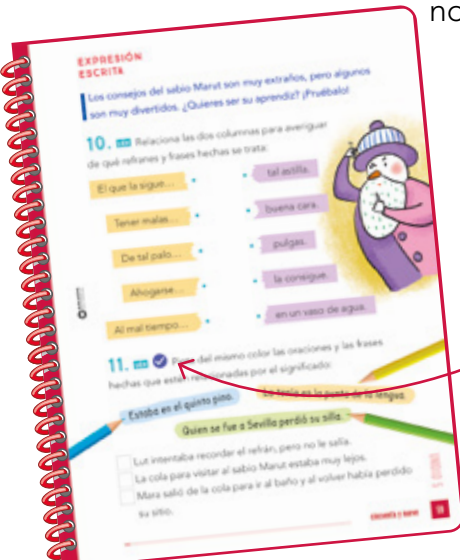 no
EXPRESIÓN
ESCRITA
Los consejos del sabio Marut son muy extraños, pero algunos
son muy divertidos. ¿Quieres ser su aprendiz? ¡Pruébalo!
10. Relaciona las dos columnas para averiguar
de qué refranes y frases hechas se trata:
El que la sigue...
tal astilla.
Tener malas...
buena cara.
De tal palo...
pulgas.
Ahogarse...
la consigue.
Al mal tiempo...
en un vaso de agua.
11. del mismo color las oraciones y las frases
hechas que estén relacionadas por el significado:
Estaba en el quinto pino.
Lo tenía en la punta de la lengua.
Quien se fue a Sevilla perdió su silla.
Lut intentaba recordar el refrán, pero no le salía.
La cola para visitar al sabio Marut estaba muy lejos.
Mara salió de la cola para ir al baño y al volver había perdido
su sitio.